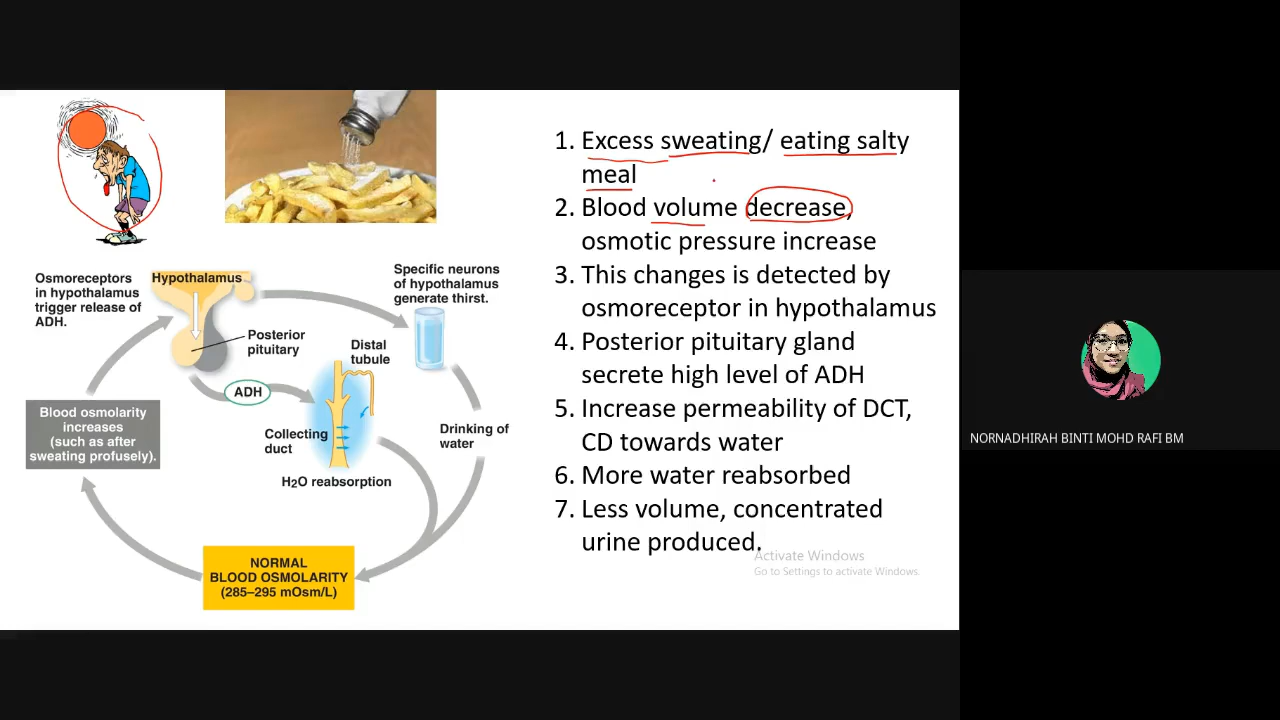 1. Excess sweating/ eating salty
meal
2. Blood volume decrease,
osmotic pressure increase
3. This changes is detected by
osmoreceptor in hypothalamus
4. Posterior pituitary gland
secrete high level of ADH
5. Increase permeability of DCT,
CD towards water
6. More water reabsorbed
7. Less volume, concentrated
urine produced.
Osmoreceptors
in hypothalamus
trigger release of
ADH.
Hypothalamus
Specific neurons
of hypothalamus
generate thirst.
Posterior
pituitary
Distal
tubule
ADH
Blood osmolarity
increases
(such as after
sweating profusely).
Collecting
duct
Drinking of
water
H2O reabsorption
NORMAL
BLOOD OSMOLARITY
(285–295 mOsm/L)
Activate Windows
Go to Settings to activate Windows.
NORNADHIRAH BINTI MOHD RAFI BM